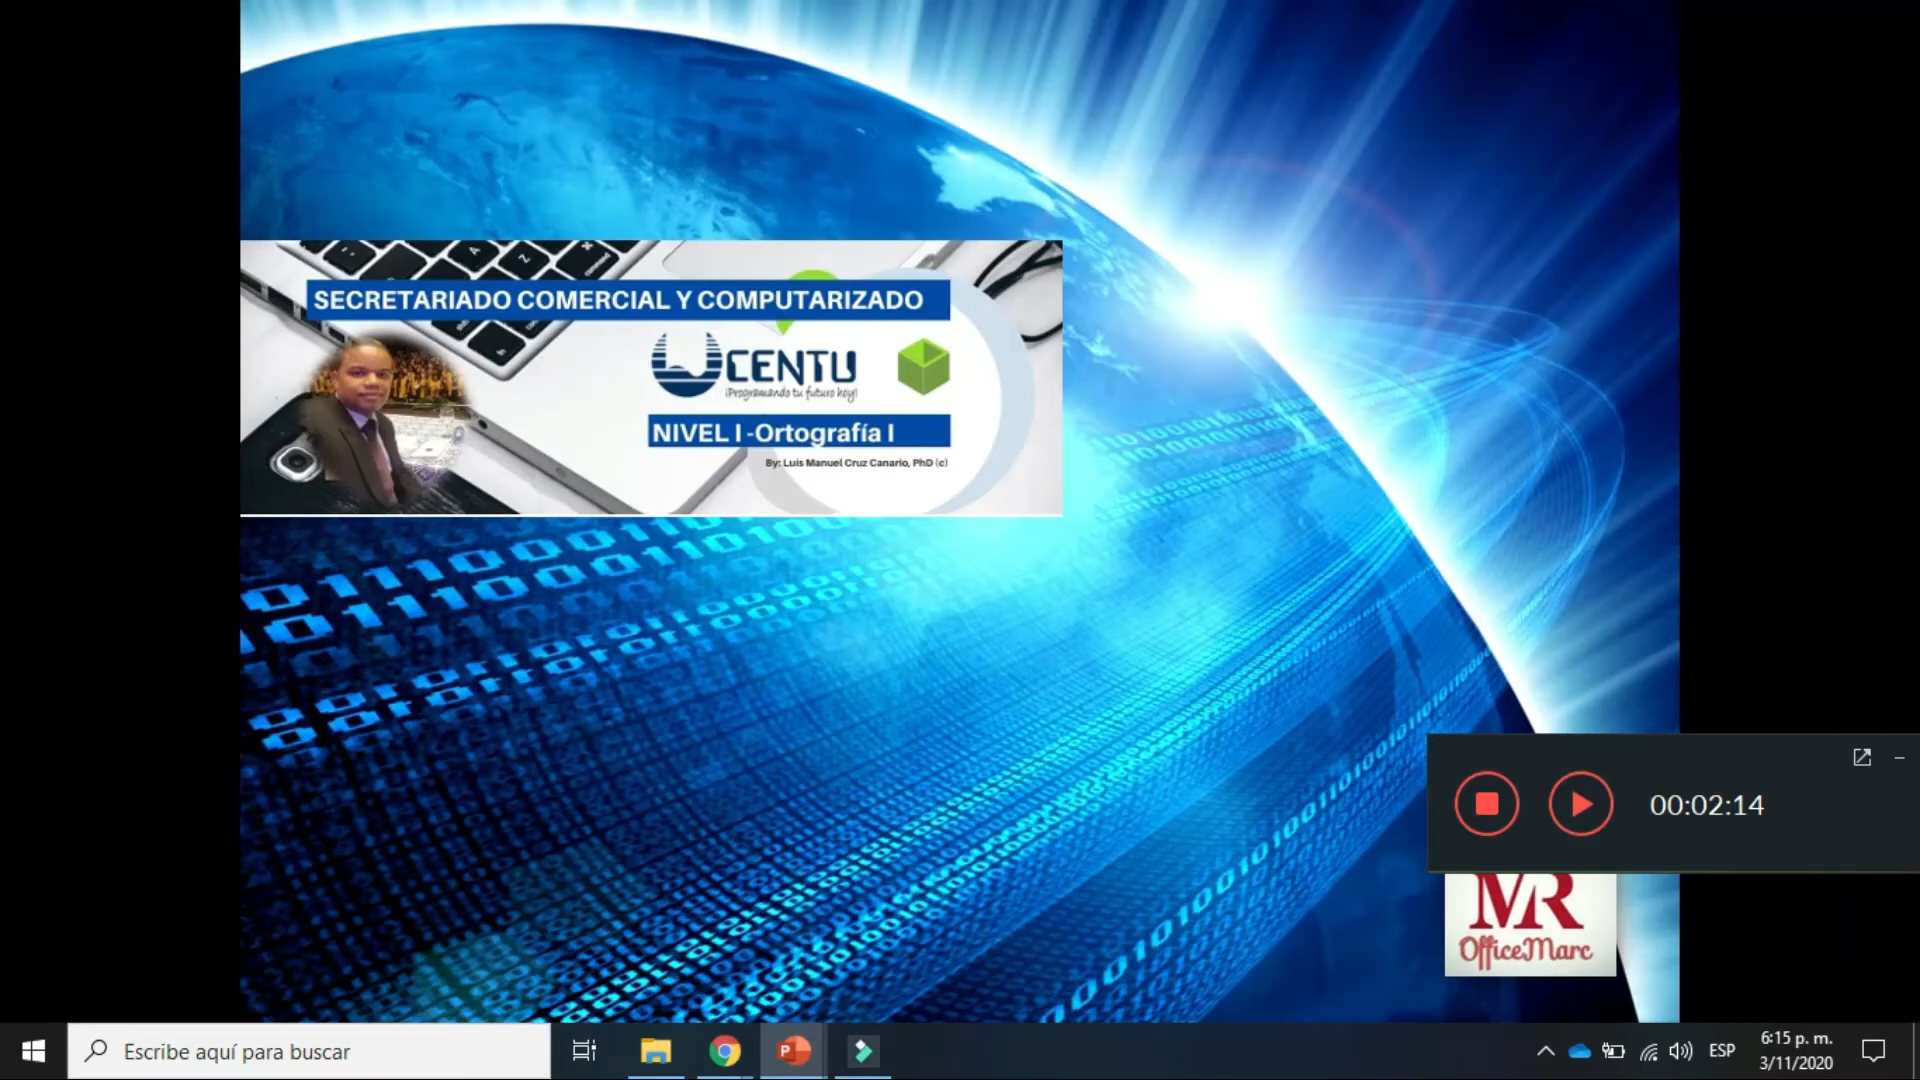 SECRETARIADO COMERCIAL Y COMPUTARIZADO
UCENTU
¡Programando tu futuro hoy!
NIVEL I -Ortografía I
By: Luis Manuel Cruz Canario, PhD (c)
00:02:14
MR
OfficeMarc
Escribe aquí para buscar
ESP
6:15 p. m.
3/11/2020